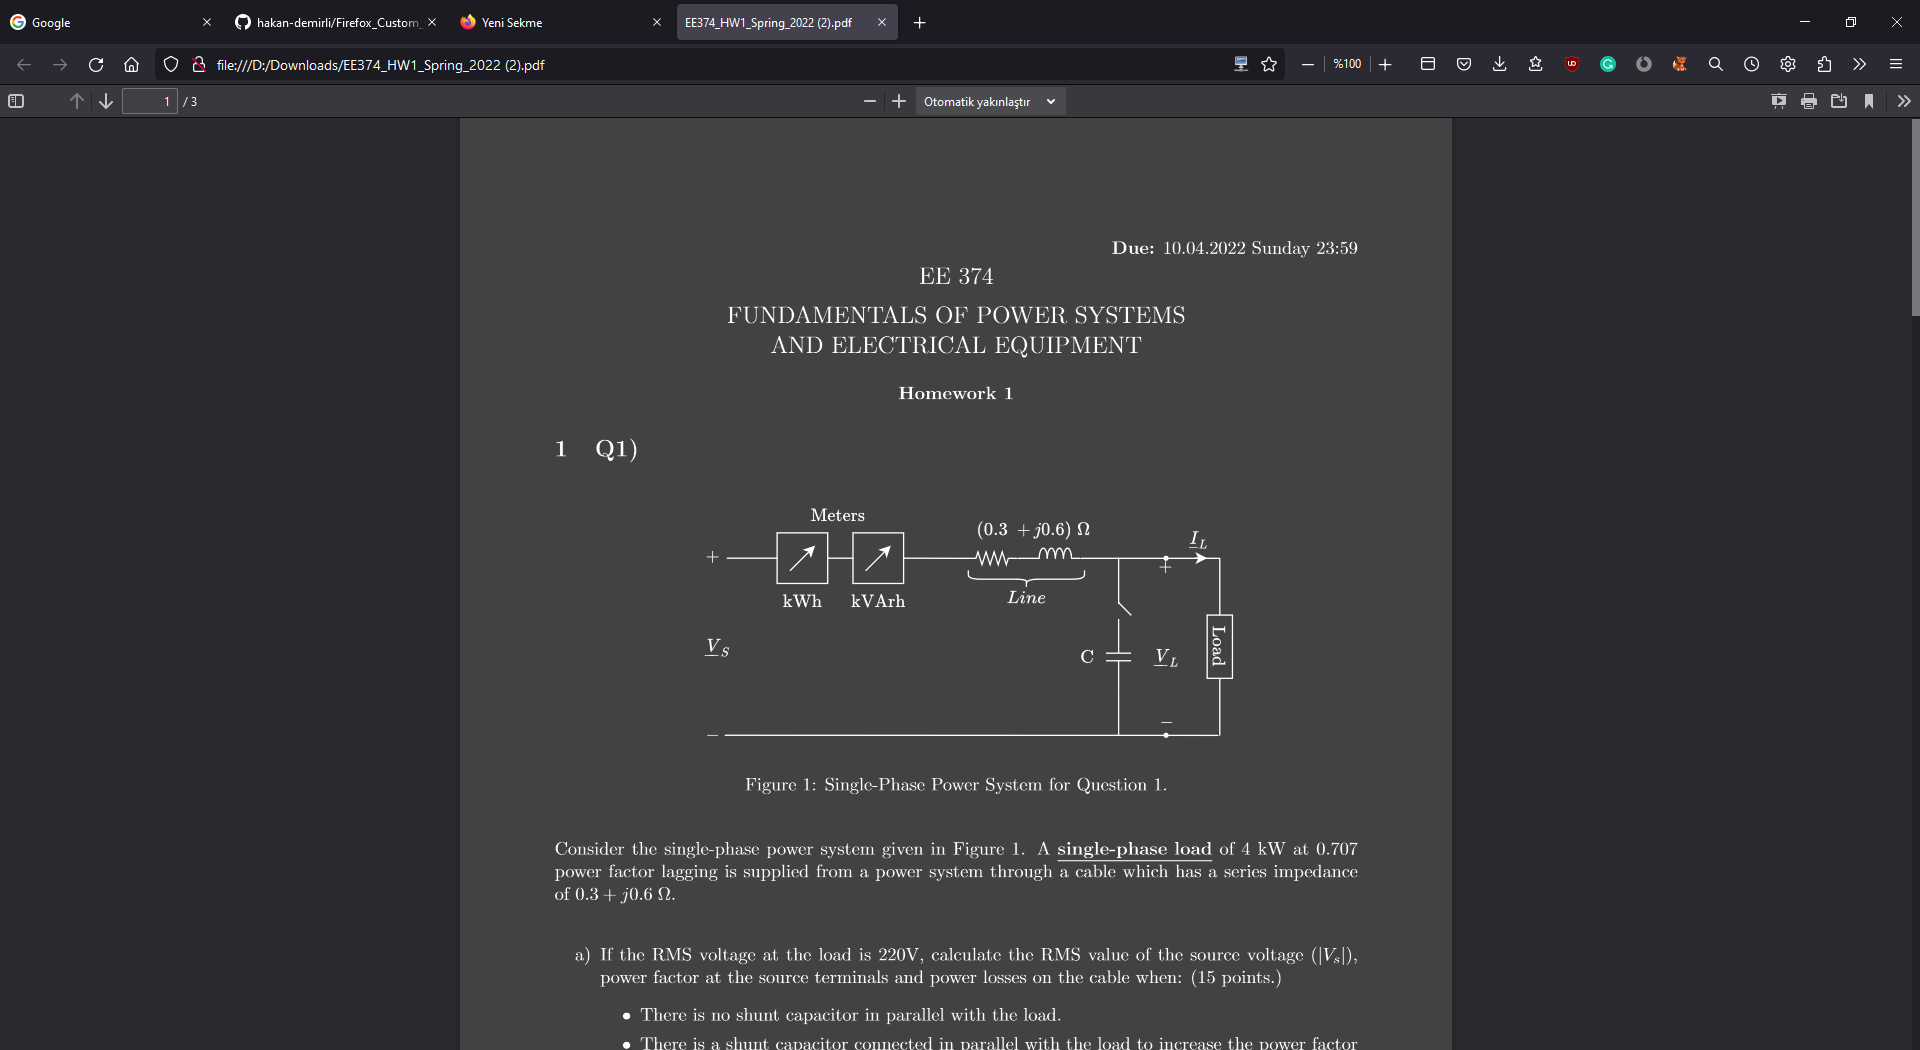 Google
hakan-demirli/Firefox_Custom_
Yeni Sekme
EE374_HW1_Spring_2022 (2).pdf
file:///D:/Downloads/EE374_HW1_Spring_2022 (2).pdf
%100
1 / 3
Otomatik yakınlaştır
Due: 10.04.2022 Sunday 23:59
EE 374
FUNDAMENTALS OF POWER SYSTEMS
AND ELECTRICAL EQUIPMENT
Homework 1
1 Q1)
Meters
(0.3 + j0.6) Ω
I_L
+
+
kWh
kVArh
Line
V_S
C
V_L
Load
−
−
Figure 1: Single-Phase Power System for Question 1.
Consider the single-phase power system given in Figure 1. A single-phase load of 4 kW at 0.707
power factor lagging is supplied from a power system through a cable which has a series impedance
of 0.3 + j0.6 Ω.
a) If the RMS voltage at the load is 220V, calculate the RMS value of the source voltage (|V_s|),
power factor at the source terminals and power losses on the cable when: (15 points.)
• There is no shunt capacitor in parallel with the load.
• There is a shunt capacitor connected in parallel with the load to increase the power factor